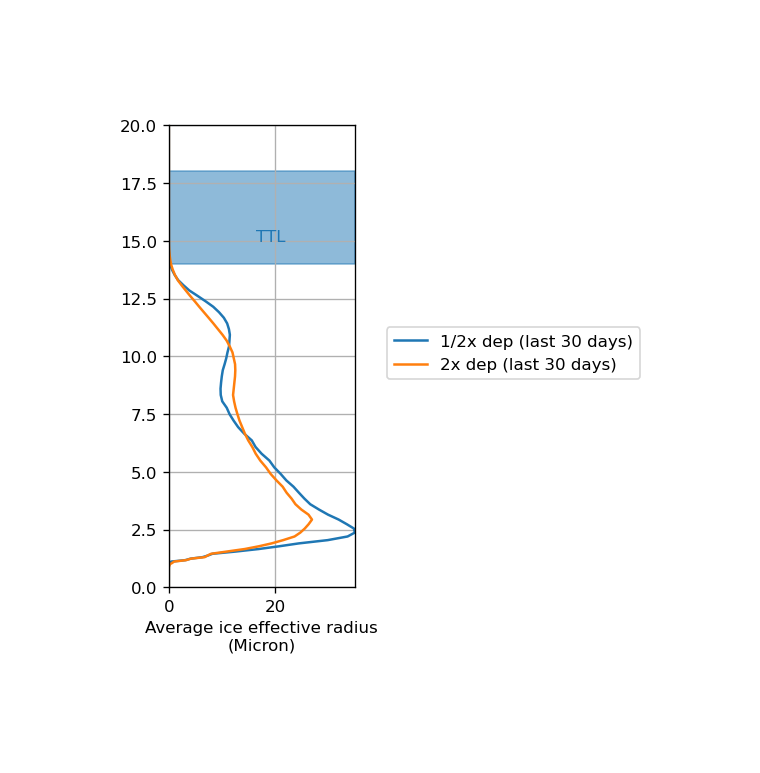 20.0
17.5
TTL
15.0
12.5
1/2x dep (last 30 days)
2x dep (last 30 days)
10.0
7.5
5.0
2.5
0.0
0 20
Average ice effective radius
(Micron)